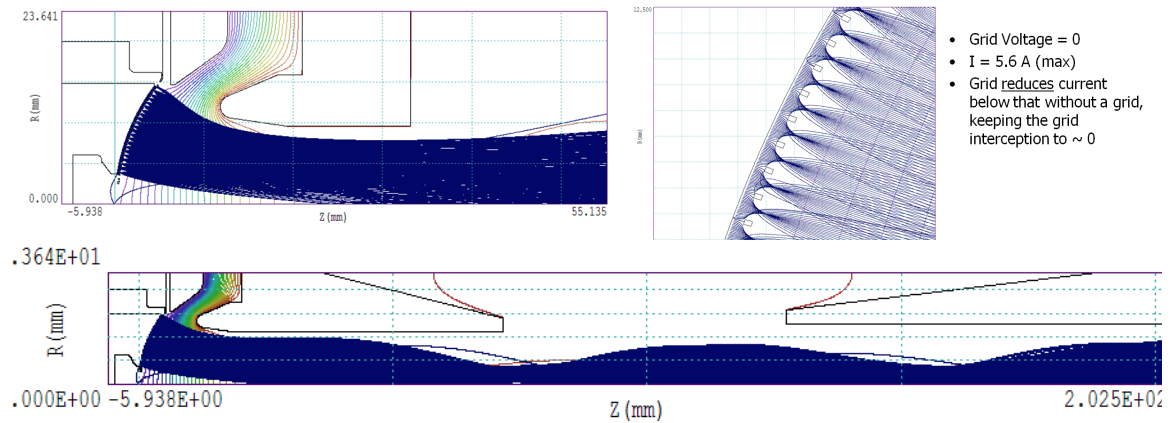 23.641
R(mm)
0.000
-5.938
Z(mm)
55.135
12.500
• Grid Voltage = 0
• I = 5.6 A (max)
• Grid reduces current
below that without a grid,
keeping the grid
interception to ~ 0
.364E+01
R(mm)
.000E+00
-5.938E+00
Z(mm)
2.025E+02